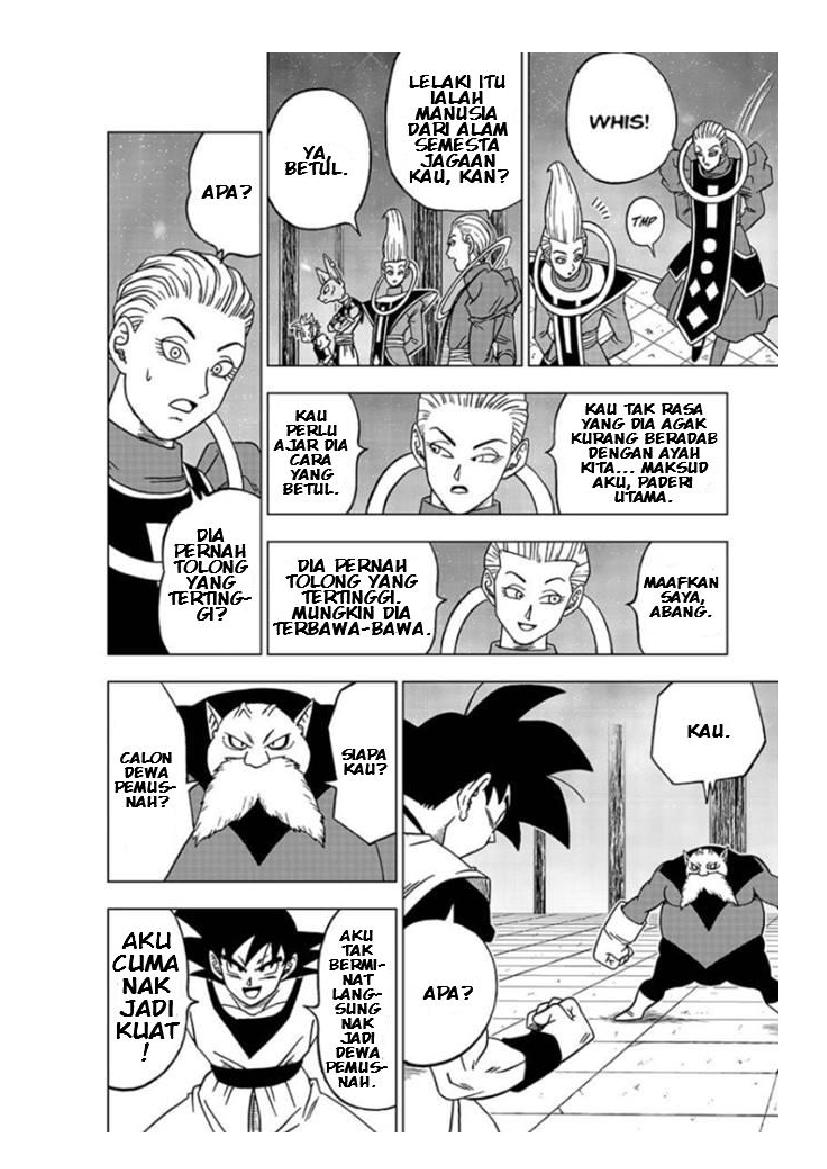 WHIS!
TMP
LELAKI ITU
IALAH
MANUSIA
DARI ALAM
SEMESTA
JAGAAN
KAU, KAN?
YA,
BETUL.
KAU TAK RASA
YANG DIA AGAK
KURANG BERADAB
DENGAN AYAH
KITA... MAKSUD
AKU, PADERI
UTAMA.
KAU
PERLU
AJAR DIA
CARA
YANG
BETUL.
MAAFKAN
SAYA,
ABANG.
DIA PERNAH
TOLONG YANG
TERTINGGI.
MUNGKIN DIA
TERBAWA-BAWA.
APA?
DIA
PERNAH
TOLONG
YANG
TERTING-
GI?
KAU.
APA?
SIAPA
KAU?
CALON
DEWA
PEMUS-
NAH?
AKU
TAK
BERMI-
NAT
LANG-
SUNG
NAK
JADI
DEWA
PEMUS-
NAH.
AKU
CUMA
NAK
JADI
KUAT
!